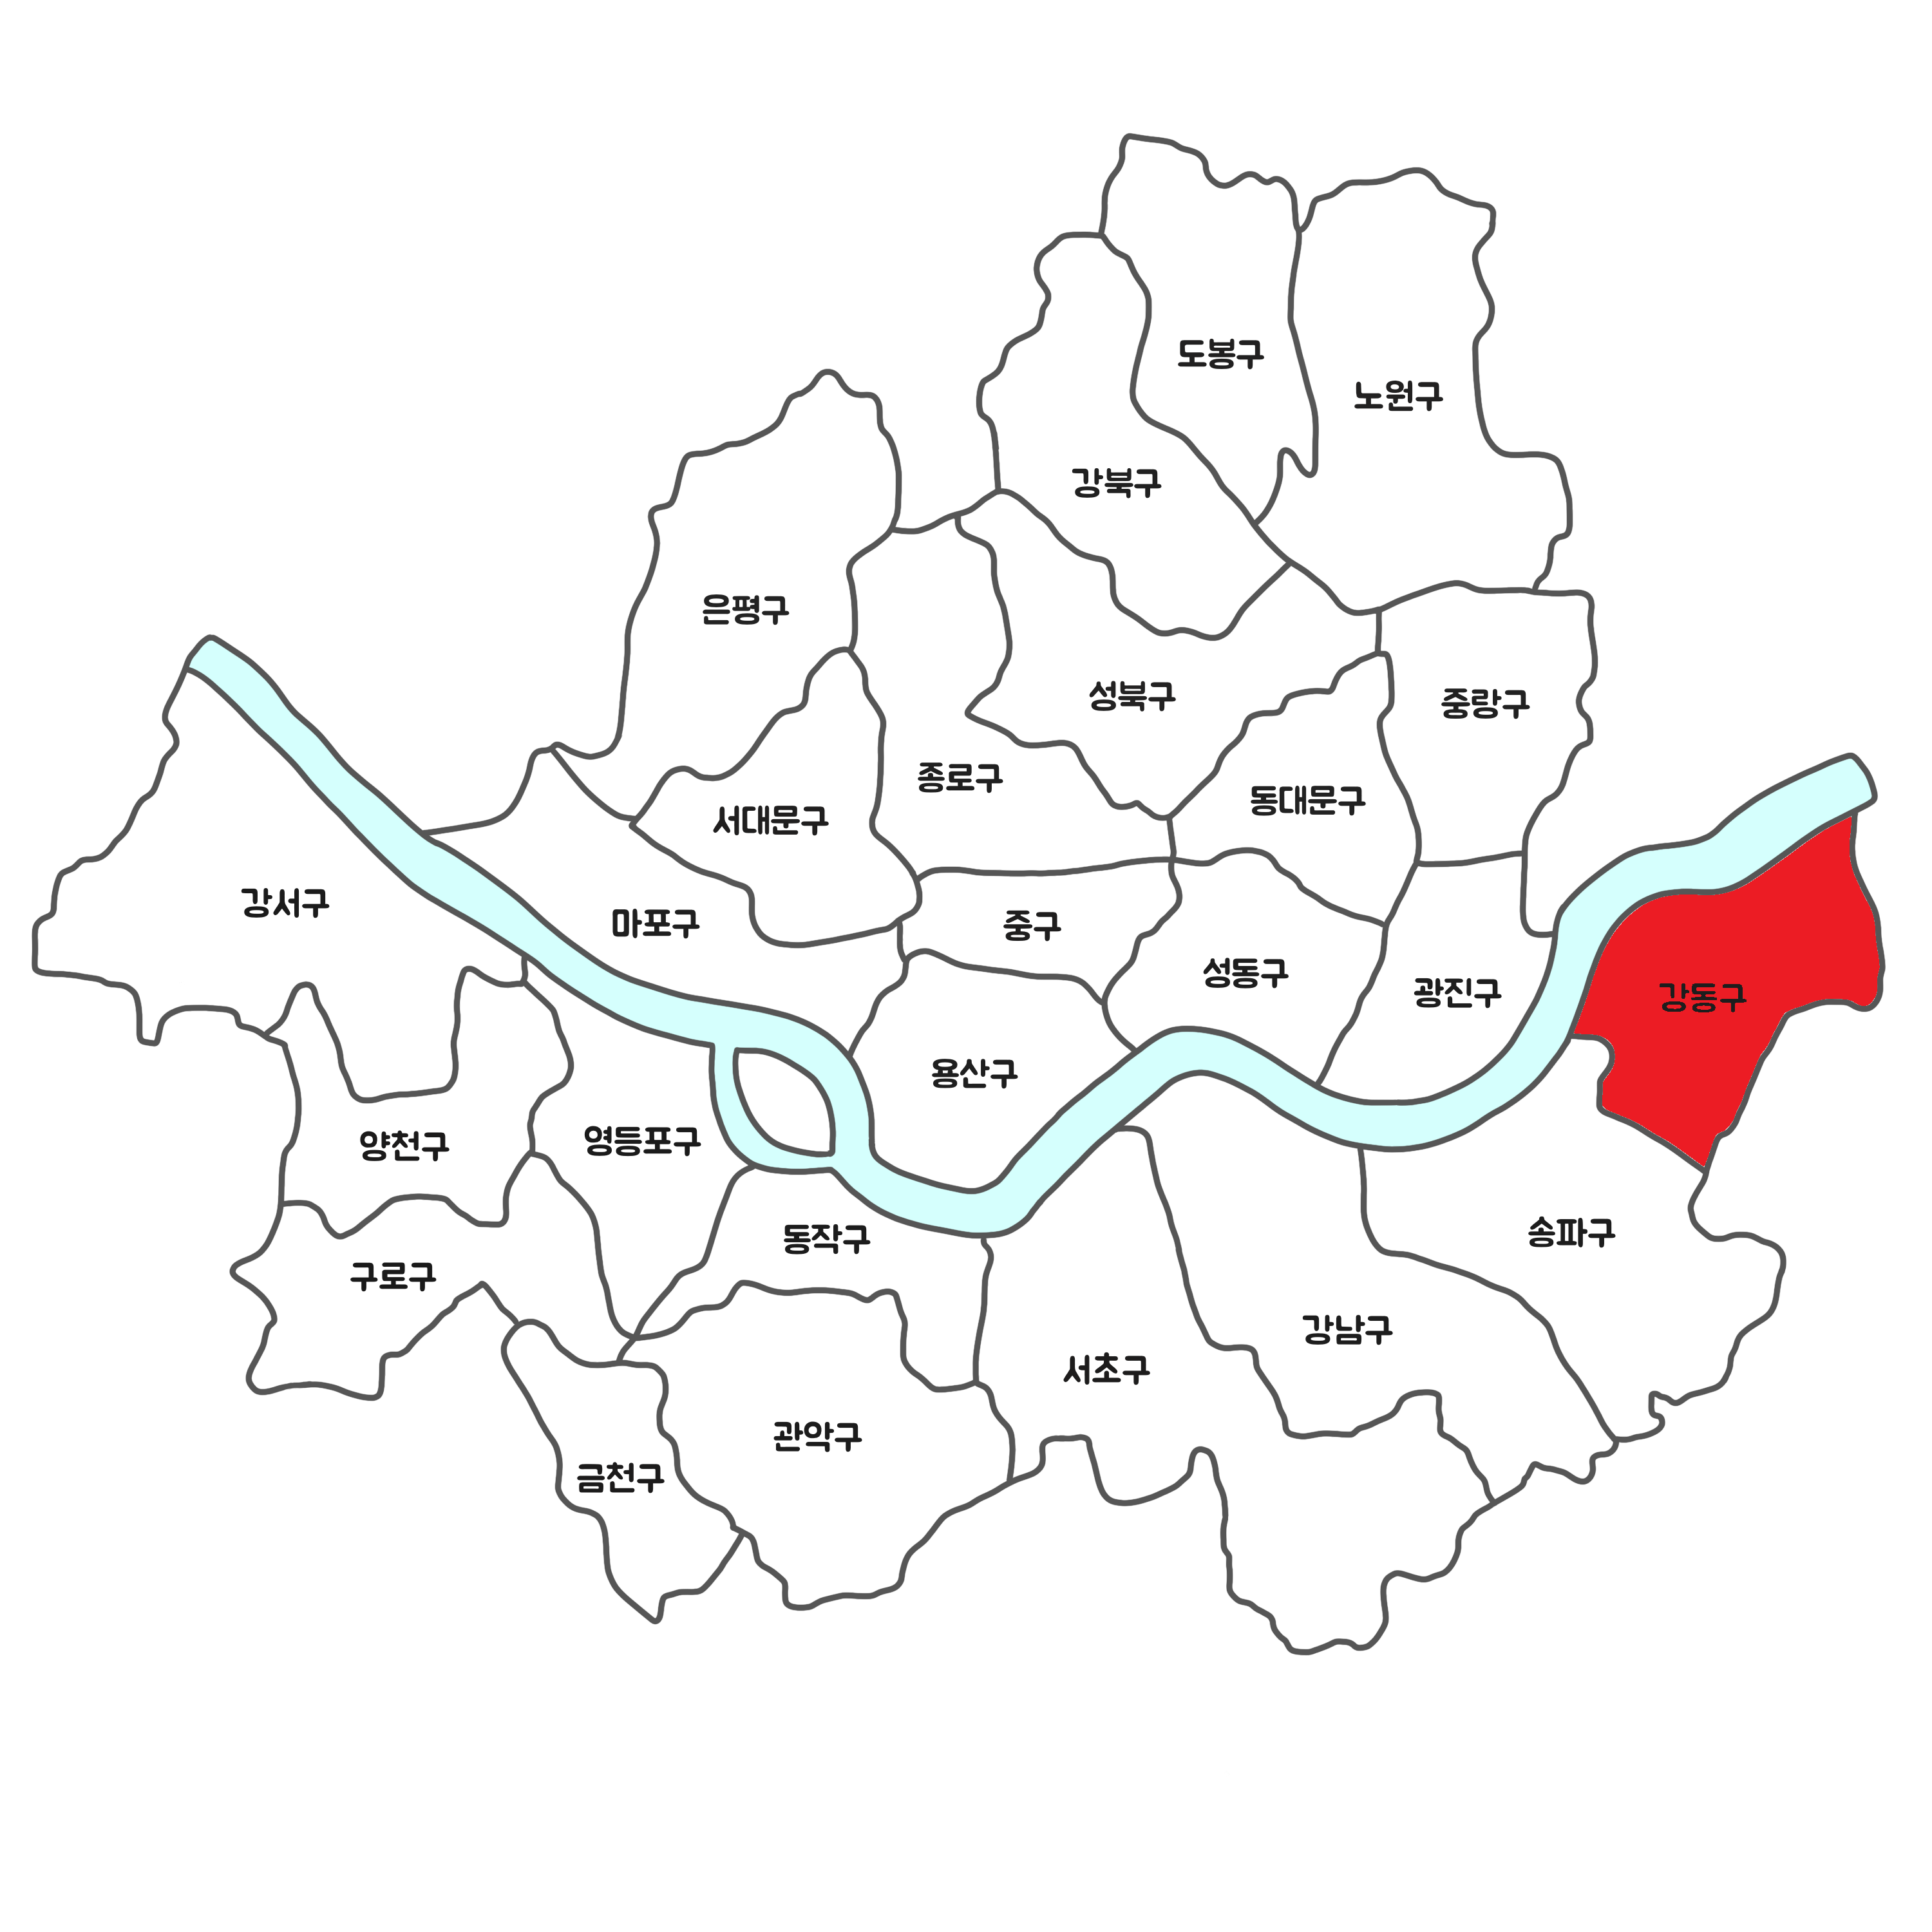 도봉구
노원구
강북구
은평구
성북구
중랑구
종로구
동대문구
서대문구
강서구
마포구
중구
성동구
광진구
강동구
용산구
영등포구
양천구
송파구
동작구
구로구
강남구
서초구
관악구
금천구